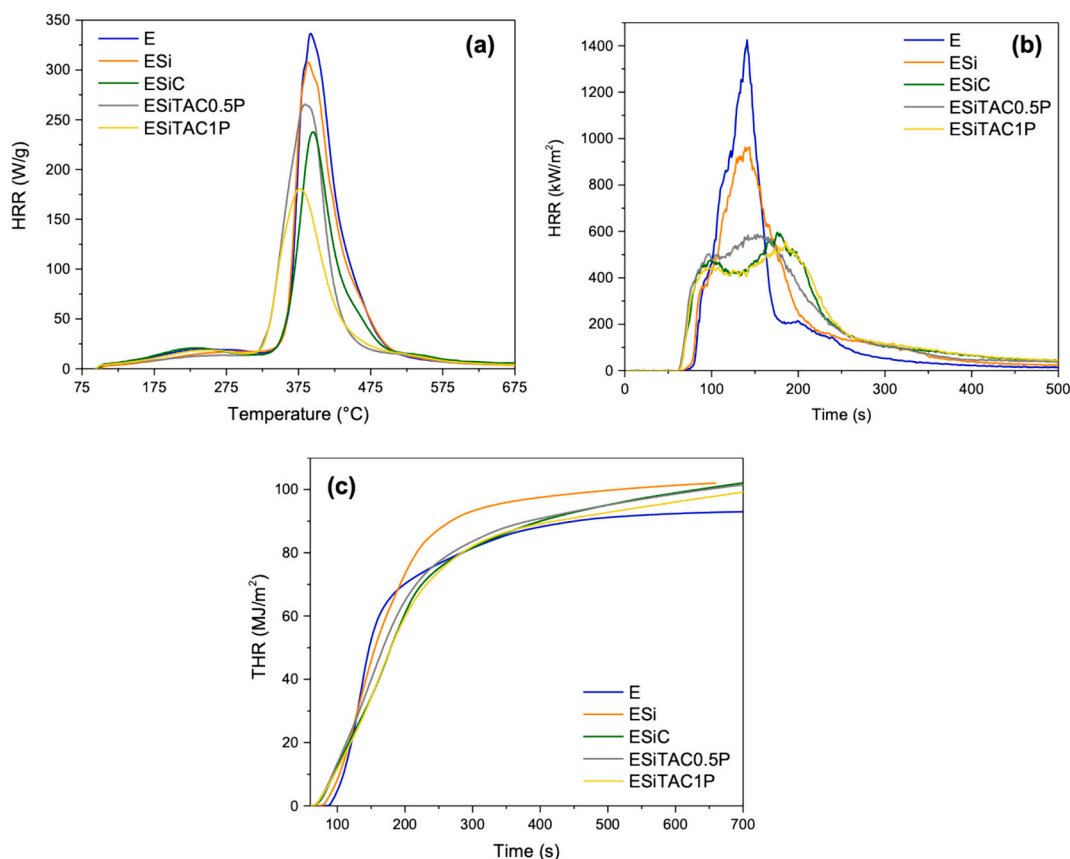 (a)
E
ESi
ESiC
ESiTAC0.5P
ESiTAC1P
HRR (W/g)
350
300
250
200
150
100
50
0
75 175 275 375 475 575 675
Temperature (°C)
(b)
E
ESi
ESiC
ESiTAC0.5P
ESiTAC1P
HRR (kW/m²)
1400
1200
1000
800
600
400
200
0
0 100 200 300 400 500
Time (s)
(c)
THR (MJ/m²)
100
80
60
40
20
0
E
ESi
ESiC
ESiTAC0.5P
ESiTAC1P
100 200 300 400 500 600 700
Time (s)